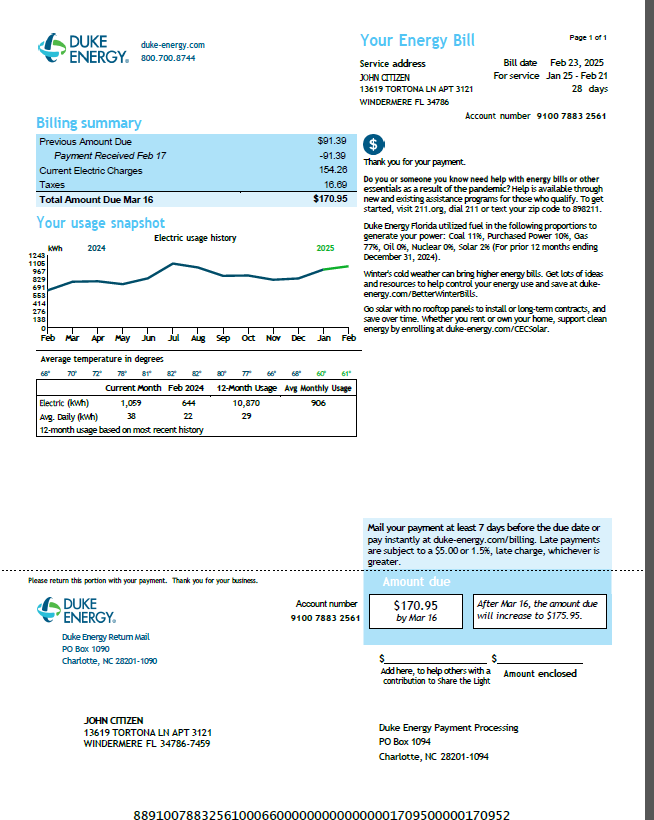 DUKE
ENERGY®
duke-energy.com
800.700.8744
Your Energy Bill
Page 1 of 1
Service address
JOHN CITIZEN
13619 TORTONA LN APT 3121
WINDERMERE FL 34786
Bill date Feb 23, 2025
For service Jan 25 - Feb 21
28 days
Account number 9100 7883 2561
Billing summary
Previous Amount Due $91.39
Payment Received Feb 17 -91.39
Current Electric Charges 154.26
Taxes 16.69
Total Amount Due Mar 16 $170.95
$
Thank you for your payment.
Do you or someone you know need help with energy bills or other
essentials as a result of the pandemic? Help is available through
new and existing assistance programs for those who qualify. To get
started, visit 211.org, dial 211 or text your zip code to 898211.
Duke Energy Florida utilized fuel in the following proportions to
generate your power: Coal 11%, Purchased Power 10%, Gas
77%, Oil 0%, Nuclear 0%, Solar 2% (For prior 12 months ending
December 31, 2024).
Winter's cold weather can bring higher energy bills. Get lots of ideas
and resources to help control your energy use and save at duke-
energy.com/BetterWinterBills.
Go solar with no rooftop panels to install or long-term contracts, and
save over time. Whether you rent or own your home, support clean
energy by enrolling at duke-energy.com/CECSolar.
Your usage snapshot
Electric usage history
kWh 2024 2025
1243
1105
967
829
691
553
414
276
138
0
Feb Mar Apr May Jun Jul Aug Sep Oct Nov Dec Jan Feb
Average temperature in degrees
68° 70° 72° 78° 81° 82° 82° 80° 77° 66° 68° 60° 61°
Current Month Feb 2024 12-Month Usage Avg Monthly Usage
Electric (kWh) 1,059 644 10,870 906
Avg. Daily (kWh) 38 22 29
12-month usage based on most recent history
Mail your payment at least 7 days before the due date or
pay instantly at duke-energy.com/billing. Late payments
are subject to a $5.00 or 1.5%, late charge, whichever is
greater.
Please return this portion with your payment. Thank you for your business.
Amount due
DUKE
ENERGY®
Account number
9100 7883 2561
$170.95
by Mar 16
After Mar 16, the amount due
will increase to $175.95.
Duke Energy Return Mail
PO Box 1090
Charlotte, NC 28201-1090
$ $
Add here, to help others with a
contribution to Share the Light
Amount enclosed
JOHN CITIZEN
13619 TORTONA LN APT 3121
WINDERMERE FL 34786-7459
Duke Energy Payment Processing
PO Box 1094
Charlotte, NC 28201-1094